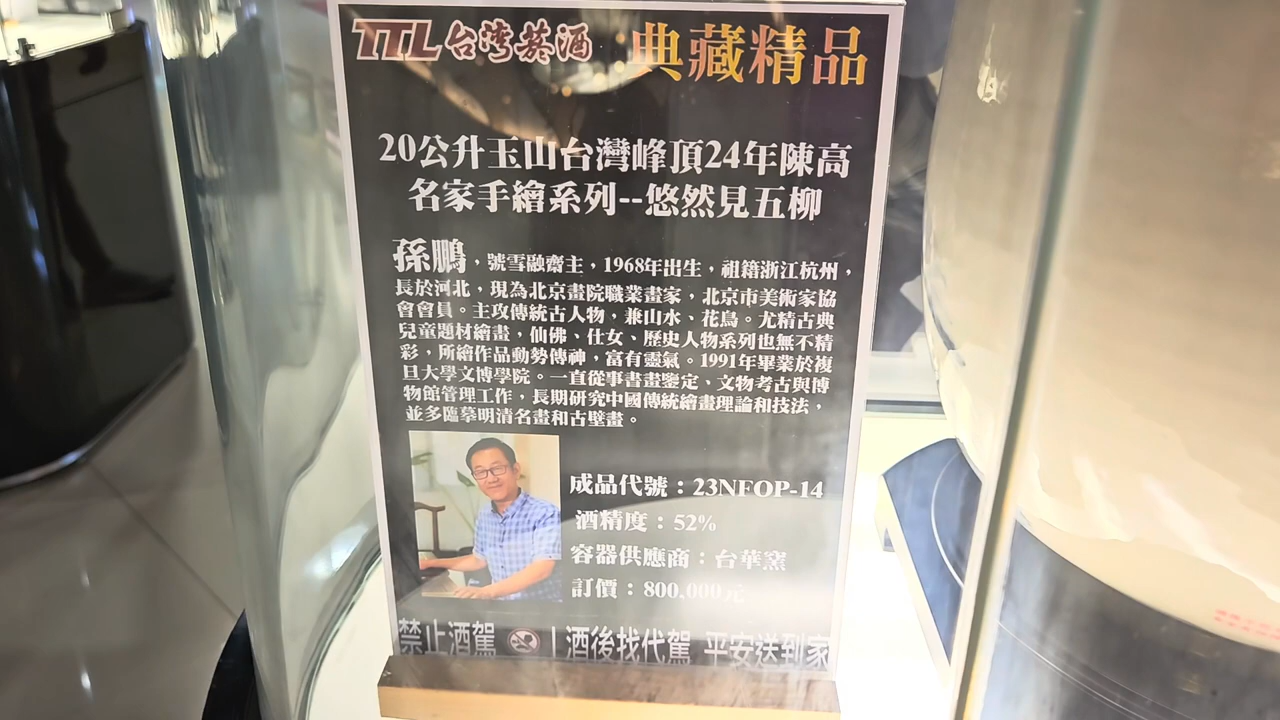 TTL台湾菸酒 典藏精品
20公升玉山台灣峰頂24年陳高
名家手繪系列--悠然見五柳
孫鵬，號雪融齋主，1968年出生，祖籍浙江杭州，
長於河北，現為北京畫院職業畫家，北京市美術家協
會會員。主攻傳統古人物，兼山水、花鳥。尤精古典
兒童題材繪畫，仙佛、仕女、歷史人物系列也無不精
彩，所繪作品動勢傳神，富有靈氣。1991年畢業於複
旦大學文博學院。一直從事書畫鑒定、文物考古與博
物館管理工作，長期研究中國傳統繪畫理論和技法，
並多臨摹明清名畫和古壁畫。
成品代號：23NFOP-14
酒精度：52%
容器供應商：台華窯
訂價：800,000元
禁止酒駕 酒後找代駕 平安送到家